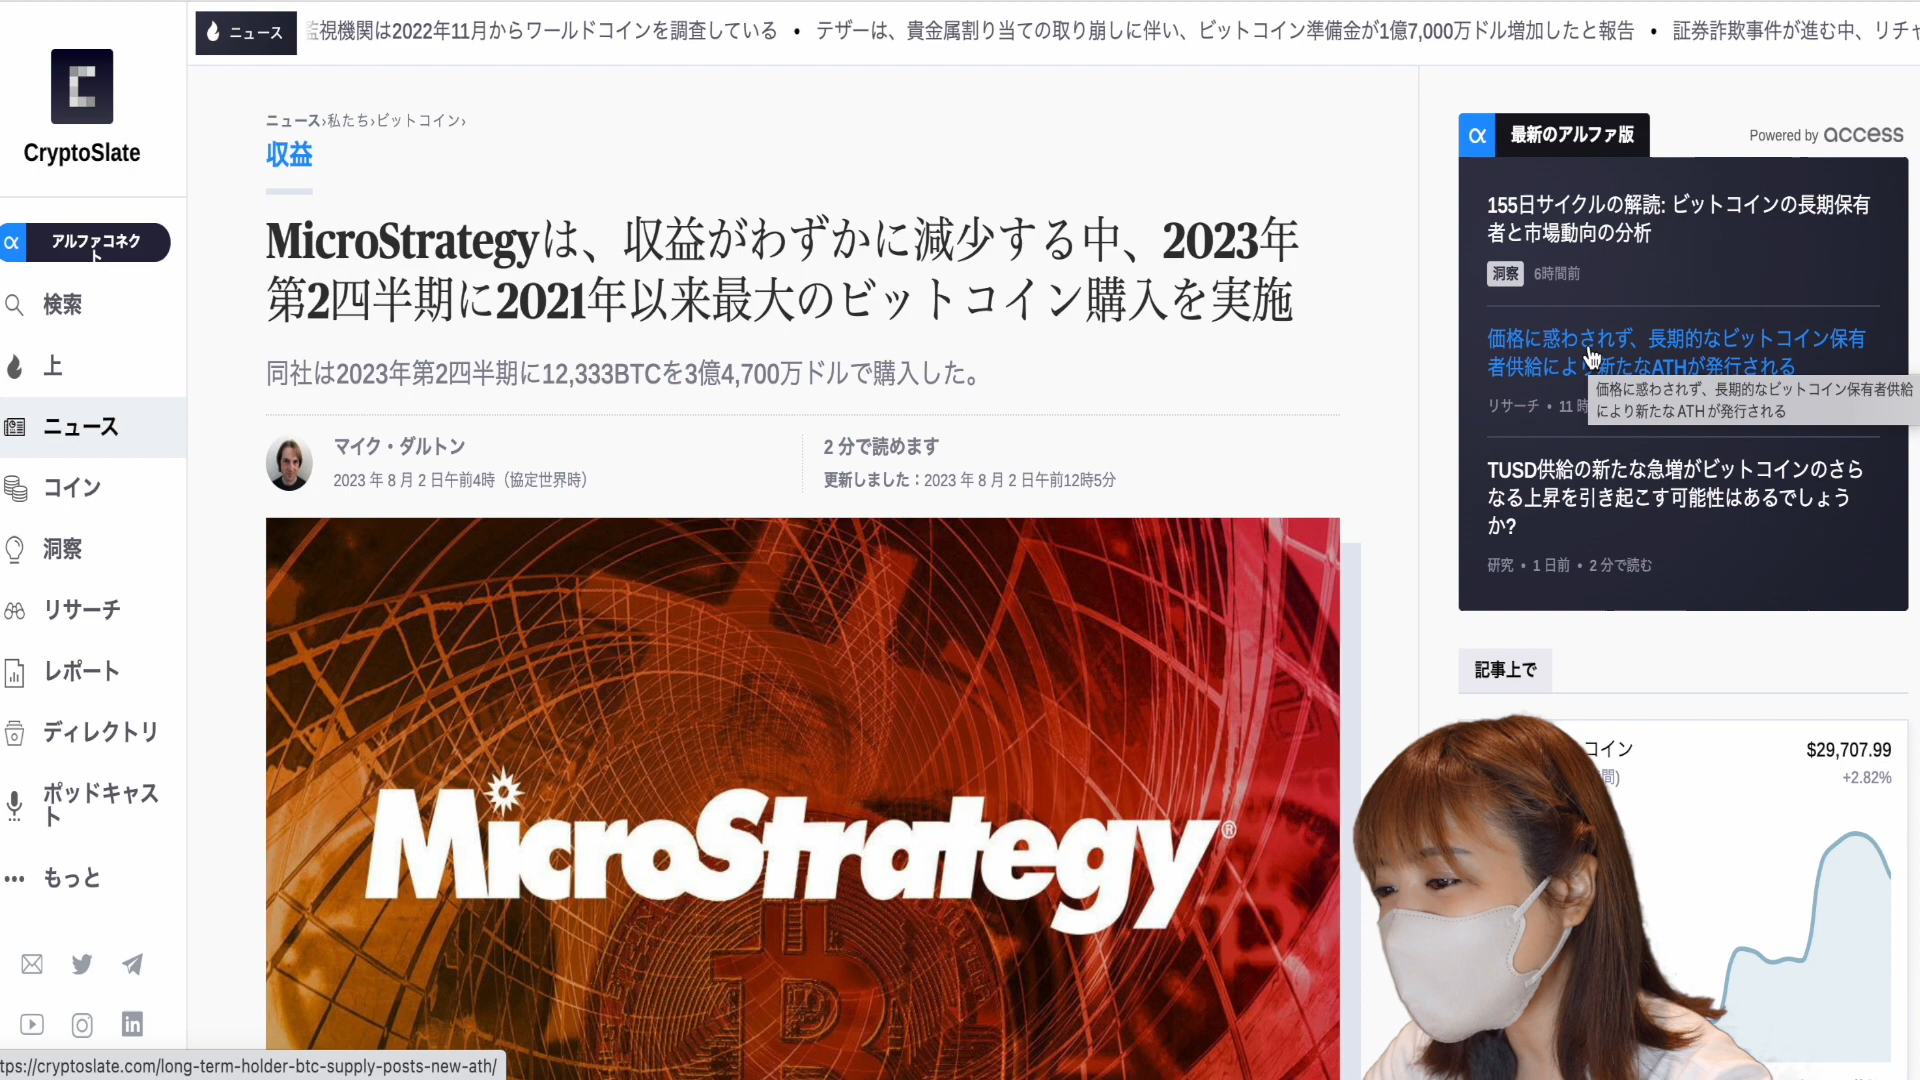 CryptoSlate
アルファコネクト
検索
上
ニュース
コイン
洞察
リサーチ
レポート
ディレクトリ
ポッドキャスト
もっと
ニュース
監視機関は2022年11月からワールドコインを調査している • テザーは、貴金属割り当ての取り崩しに伴い、ビットコイン準備金が1億7,000万ドル増加したと報告 • 証券詐欺事件が進む中、リチャ
ニュース›私たち›ビットコイン›
収益
MicroStrategyは、収益がわずかに減少する中、2023年
第2四半期に2021年以来最大のビットコイン購入を実施
同社は2023年第2四半期に12,333BTCを3億4,700万ドルで購入した。
マイク・ダルトン
2023 年 8 月 2 日午前4時（協定世界時）
2 分で読めます
更新しました：2023 年 8 月 2 日午前12時5分
MicroStrategy®
α 最新のアルファ版
Powered by access
155日サイクルの解読: ビットコインの長期保有
者と市場動向の分析
洞察 6時間前
価格に惑わされず、長期的なビットコイン保有
者供給により新たなATHが発行される
リサーチ • 11 時
価格に惑わされず、長期的なビットコイン保有者供給
により新たな ATH が発行される
TUSD供給の新たな急増がビットコインのさら
なる上昇を引き起こす可能性はあるでしょう
か?
研究 • 1 日前 • 2 分で読む
記事上で
コイン
$29,707.99
間)
+2.82%
tps://cryptoslate.com/long-term-holder-btc-supply-posts-new-ath/